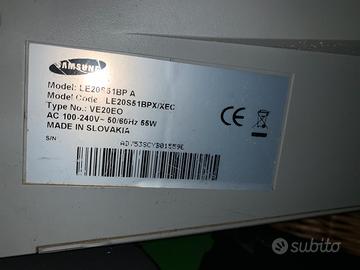 SAMSUNG
Model: LE20S51BP A
Model Code: LE20S51BPX/XEC
Type No.: VE20EO
AC 100-240V~ 50/60Hz 55W
MADE IN SLOVAKIA
S/N
AD753SCYB01559E
CE
subito